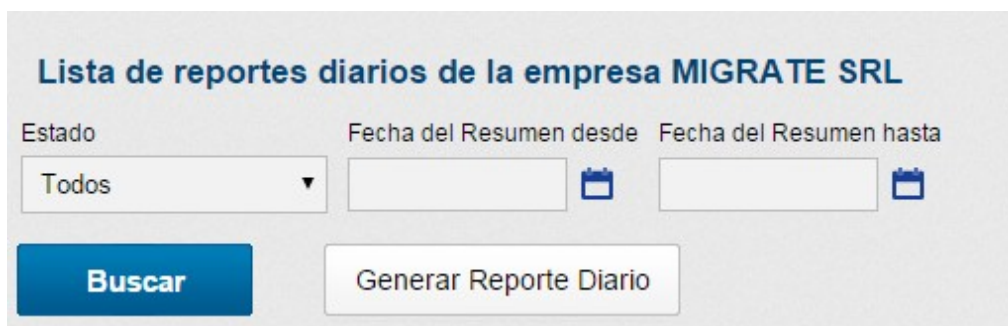 Lista de reportes diarios de la empresa MIGRATE SRL
Estado Fecha del Resumen desde Fecha del Resumen hasta
Todos
Buscar Generar Reporte Diario